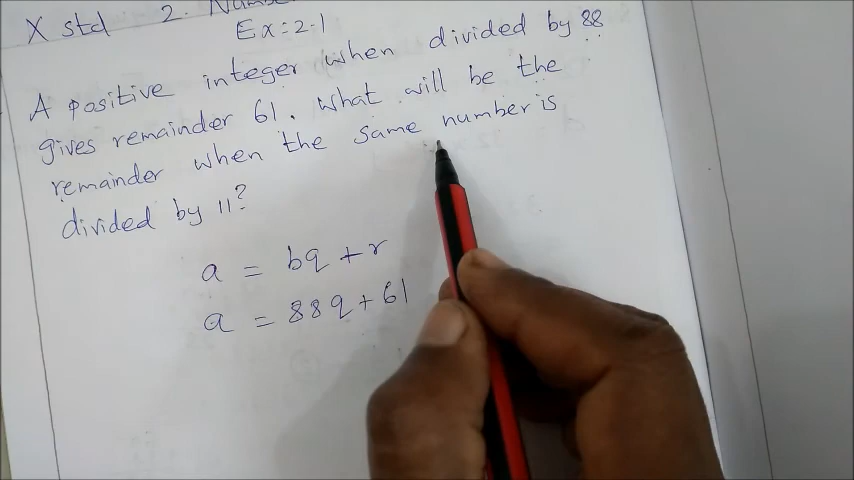 X std 2. Numbe
Ex: 2.1
A positive integer when divided by 88
gives remainder 61. What will be the
remainder when the same number is
divided by 11?
a = bq + r
a = 88q + 61